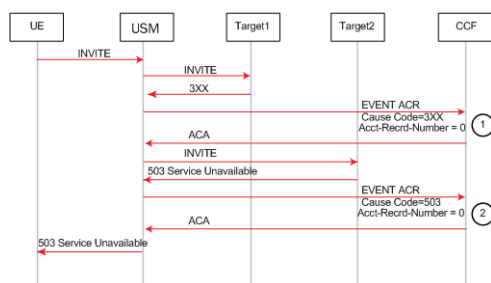 UE
USM
Target1
Target2
CCF
INVITE
INVITE
3XX
EVENT ACR
Cause Code=3XX
Acct-Recrd-Number = 0
1
ACA
INVITE
503 Service Unavailable
EVENT ACR
Cause Code=503
Acct-Recrd-Number = 0
2
ACA
503 Service Unavailable